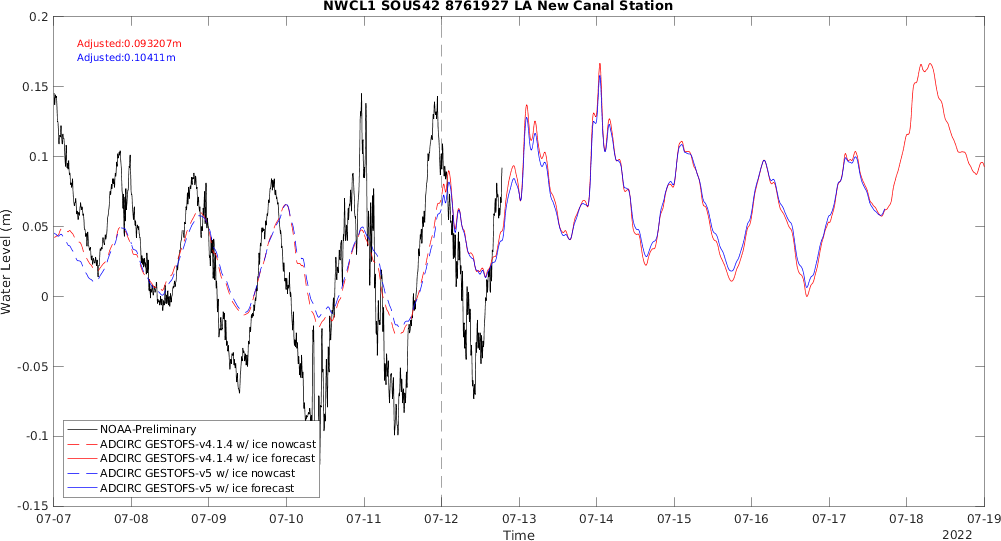 NWCL1 SOUS42 8761927 LA New Canal Station
Adjusted:0.093207m
Adjusted:0.10411m
0.2
0.15
0.1
0.05
0
-0.05
-0.1
-0.15
Water Level (m)
NOAA-Preliminary
ADCIRC GESTOFS-v4.1.4 w/ ice nowcast
ADCIRC GESTOFS-v4.1.4 w/ ice forecast
ADCIRC GESTOFS-v5 w/ ice nowcast
ADCIRC GESTOFS-v5 w/ ice forecast
07-07 07-08 07-09 07-10 07-11 07-12 07-13 07-14 07-15 07-16 07-17 07-18 07-19
Time
2022